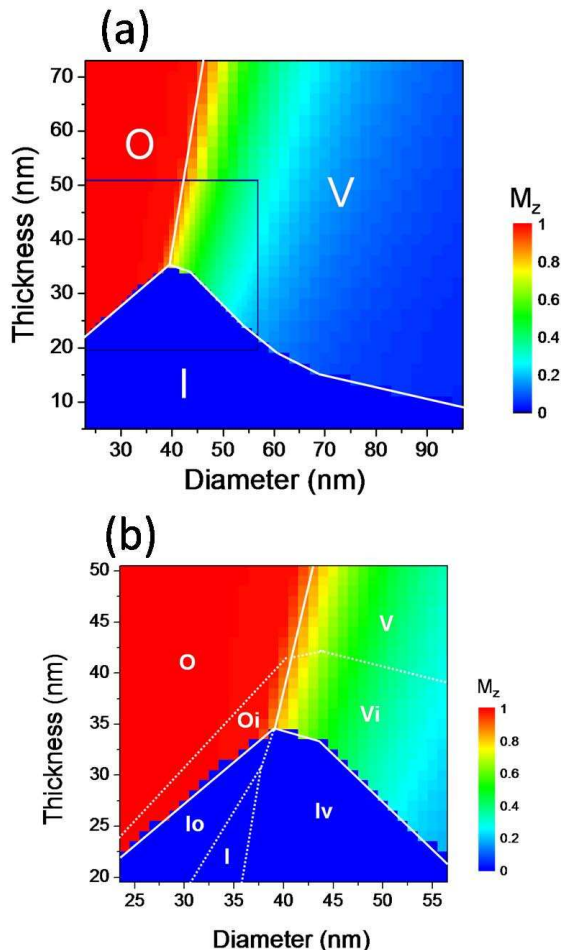 (a)
Thickness (nm)
70
60
50
40
30
20
10
O
V
I
30 40 50 60 70 80 90
Diameter (nm)
Mz
1
0.8
0.6
0.4
0.2
0
(b)
Thickness (nm)
50
45
40
35
30
25
20
O
V
Oi
Vi
Io
Iv
I
25 30 35 40 45 50 55
Diameter (nm)
Mz
1
0.8
0.6
0.4
0.2
0